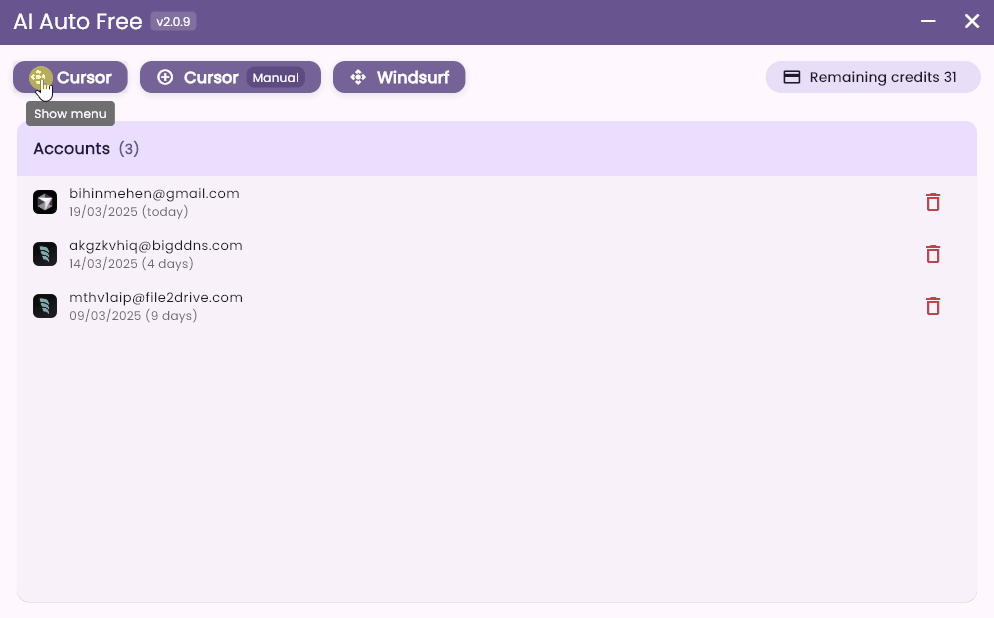 AI Auto Free v2.0.9
Cursor
Cursor Manual
Windsurf
Remaining credits 31
Show menu
Accounts (3)
bihinmehen@gmail.com
19/03/2025 (today)
akgzkvhiq@bigddns.com
14/03/2025 (4 days)
mthv1aip@file2drive.com
09/03/2025 (9 days)